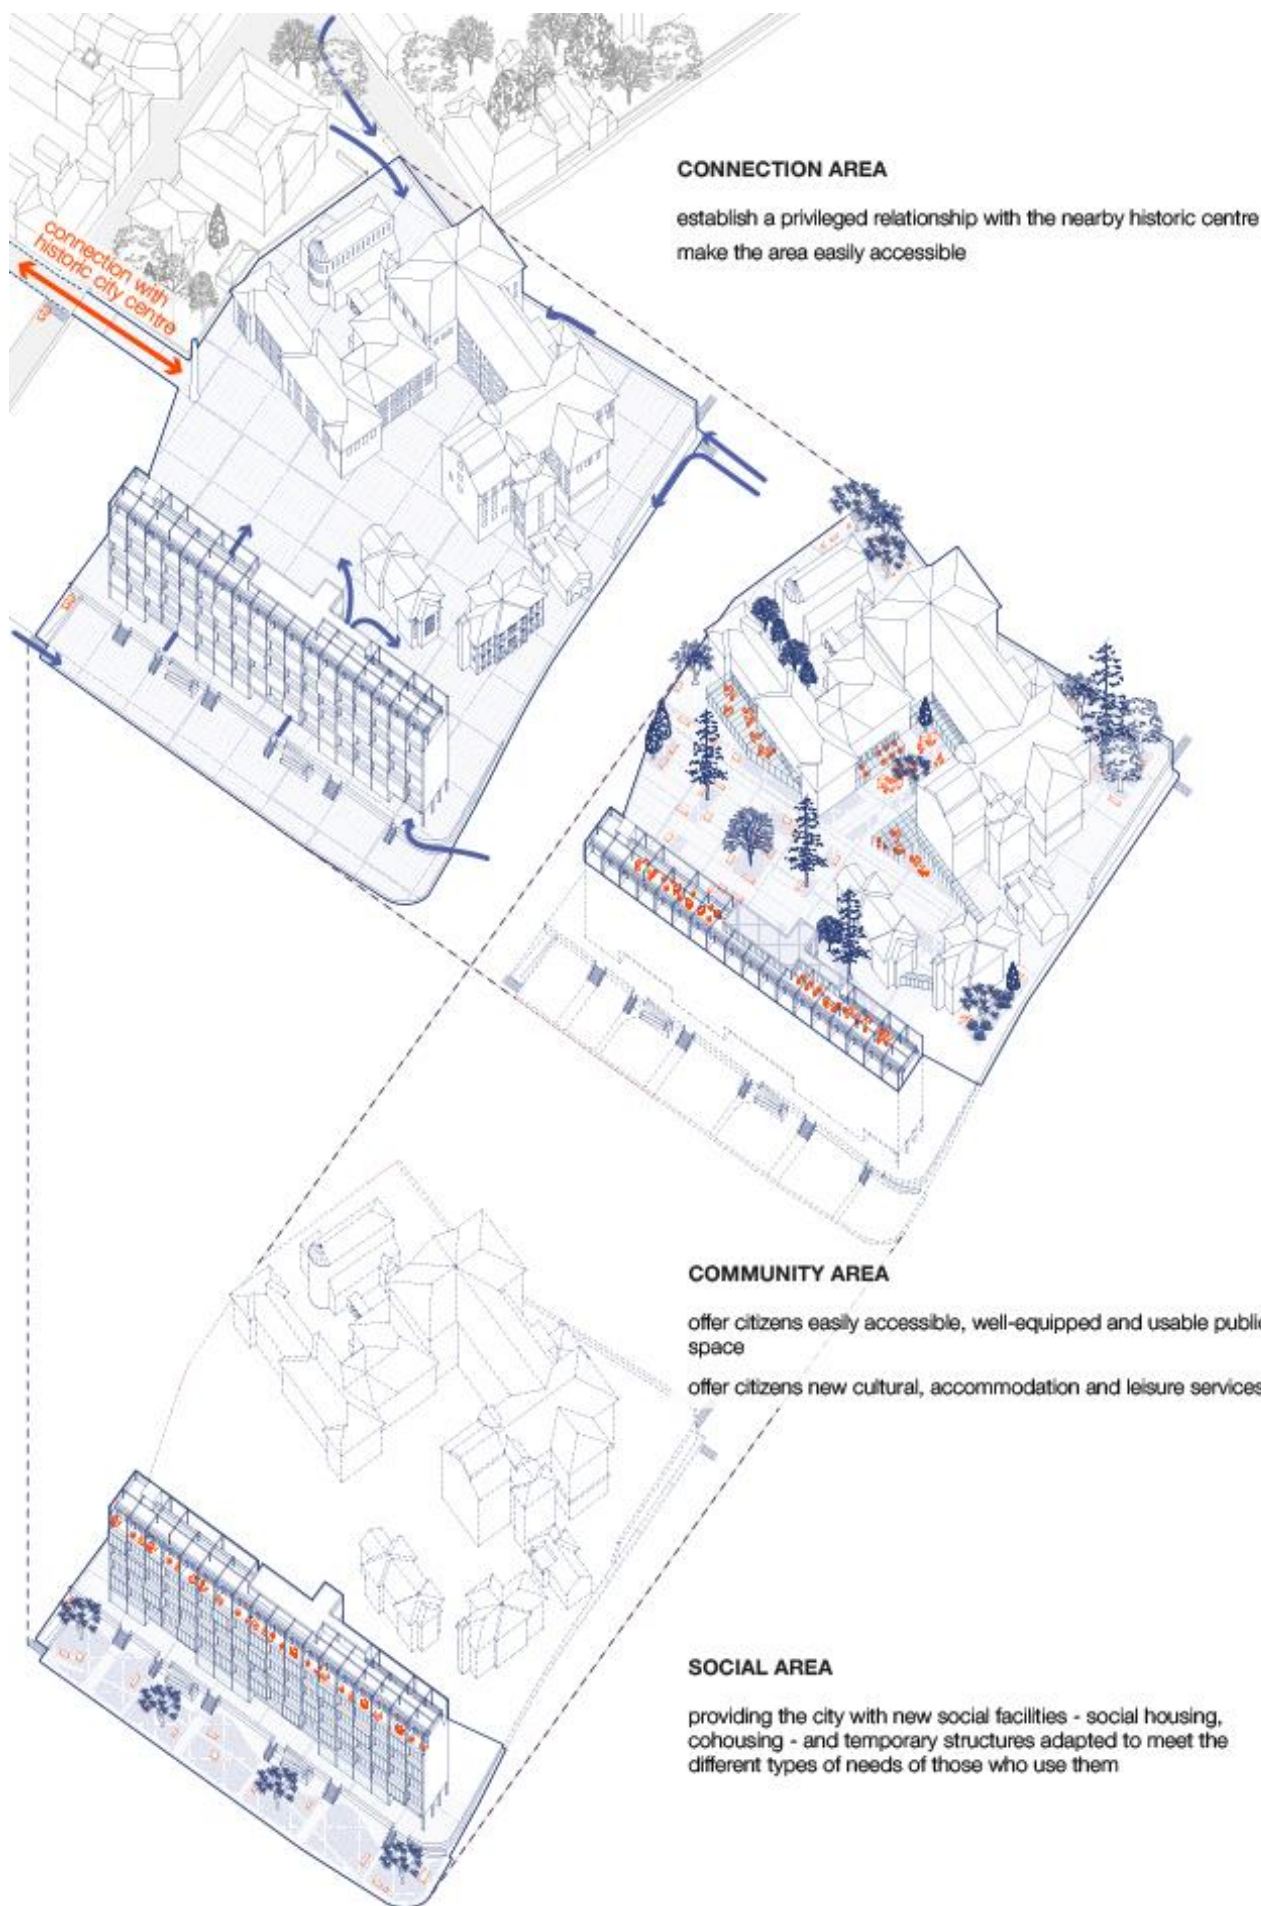 CONNECTION AREA
establish a privileged relationship with the nearby historic centre
make the area easily accessible
connection with
historic city centre
COMMUNITY AREA
offer citizens easily accessible, well-equipped and usable public
space
offer citizens new cultural, accommodation and leisure services
SOCIAL AREA
providing the city with new social facilities - social housing,
cohousing - and temporary structures adapted to meet the
different types of needs of those who use them